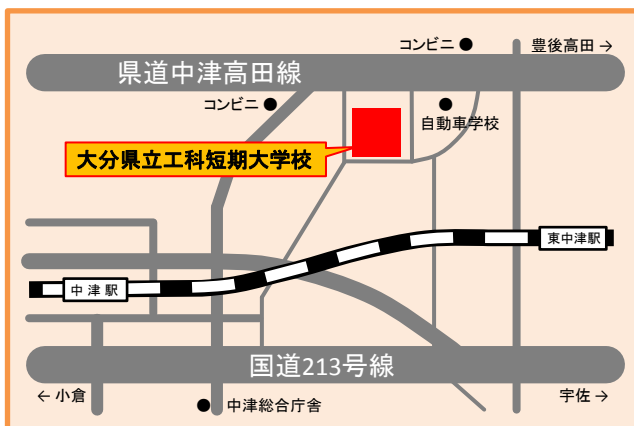 コンビニ
豊後高田 →
県道中津高田線
コンビニ
自動車学校
大分県立工科短期大学校
東中津駅
中津駅
国道213号線
← 小倉
中津総合庁舎
宇佐 →